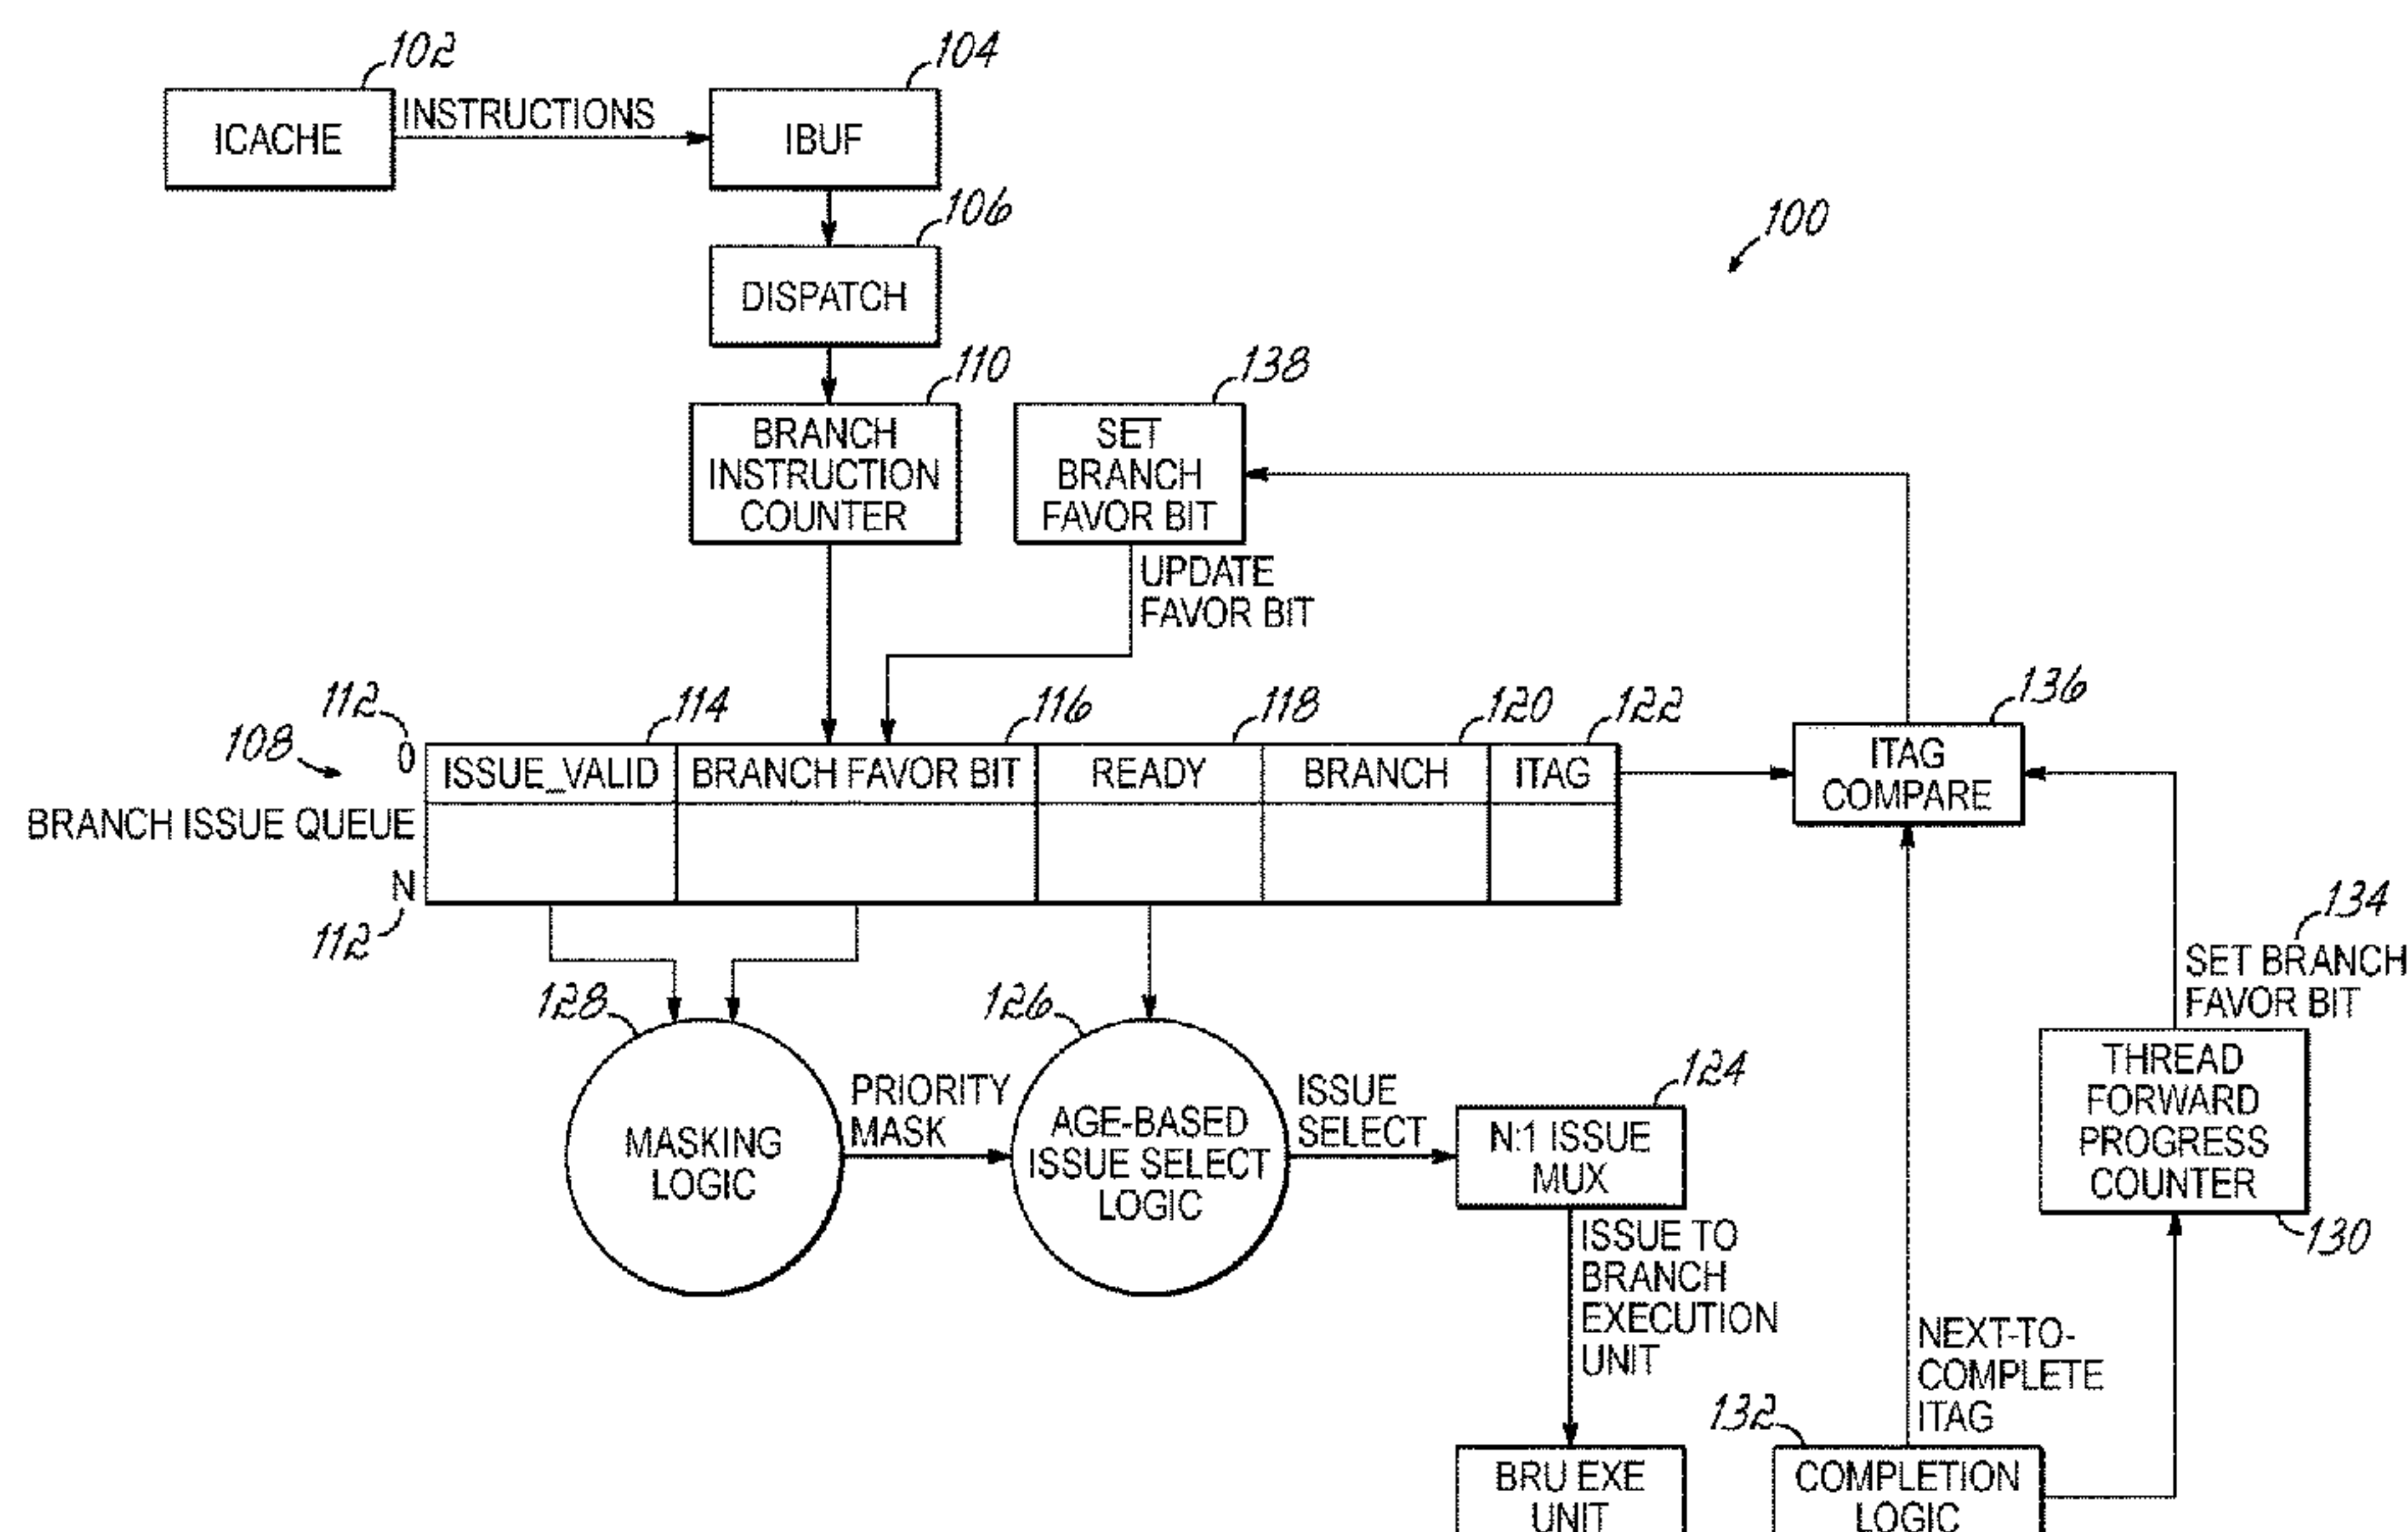 102
104
ICACHE
INSTRUCTIONS
IBUF
106
100
DISPATCH
110
138
BRANCH
INSTRUCTION
COUNTER
SET
BRANCH
FAVOR BIT
UPDATE
FAVOR BIT
112
114
116
118
120
122
136
108
0
ISSUE_VALID
BRANCH FAVOR BIT
READY
BRANCH
ITAG
ITAG
COMPARE
BRANCH ISSUE QUEUE
N
112
134
SET BRANCH
FAVOR BIT
128
126
124
130
MASKING
LOGIC
PRIORITY
MASK
AGE-BASED
ISSUE SELECT
LOGIC
ISSUE
SELECT
N:1 ISSUE
MUX
THREAD
FORWARD
PROGRESS
COUNTER
ISSUE TO
BRANCH
EXECUTION
UNIT
NEXT-TO-
COMPLETE
ITAG
132
BRU EXE
UNIT
COMPLETION
LOGIC